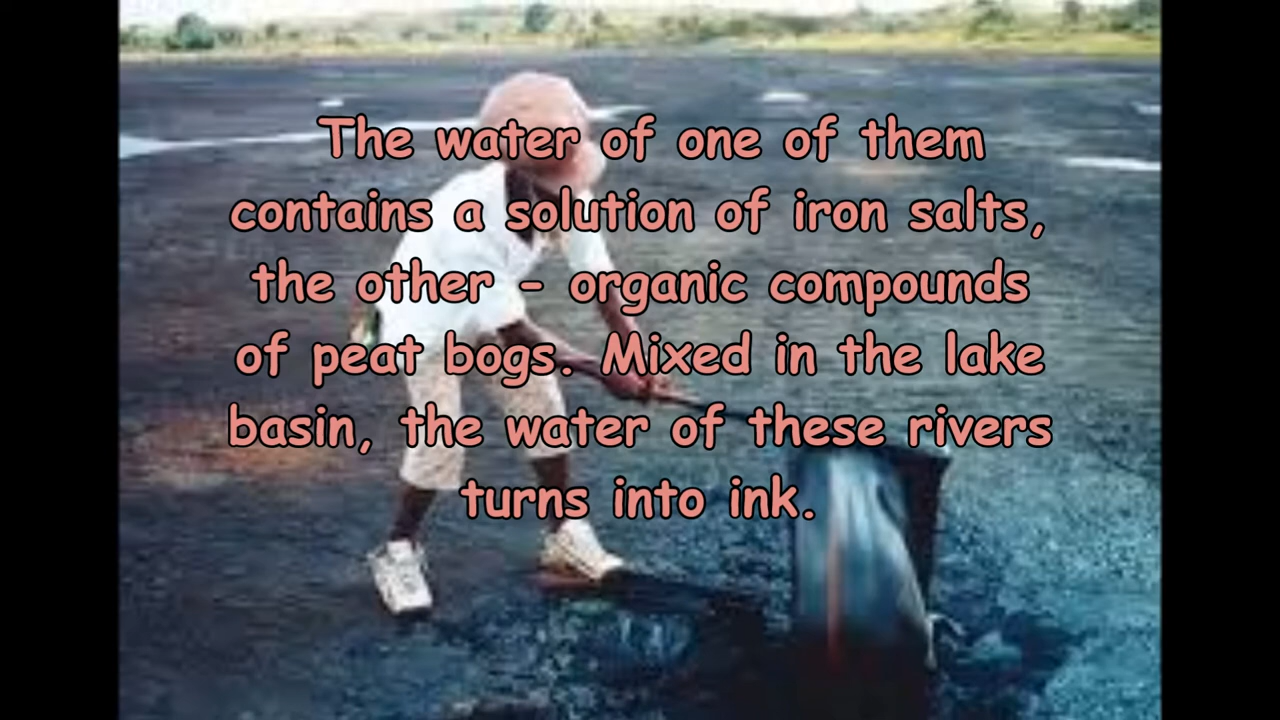 The water of one of them
contains a solution of iron salts,
the other - organic compounds
of peat bogs. Mixed in the lake
basin, the water of these rivers
turns into ink.